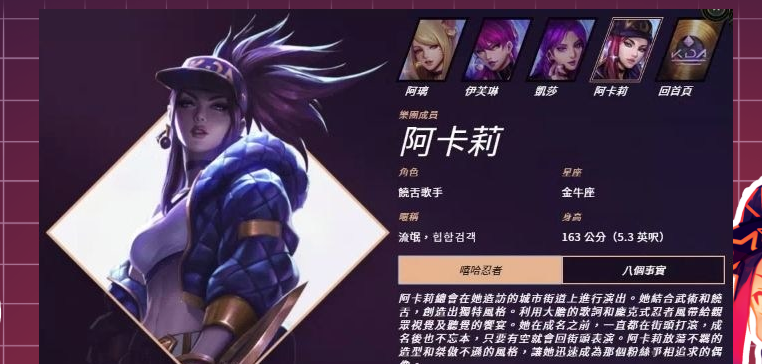 K/DA
阿璃 伊芙琳 凱莎 阿卡莉 回首頁
樂團成員
阿卡莉
角色 星座
饒舌歌手 金牛座
暱稱 身高
流氓，힙합검객 163 公分（5.3 英呎）
嘻哈忍者 八個事實
阿卡莉總會在她造訪的城市街道上進行演出。她結合武術和饒
舌，創造出獨特風格。利用大膽的歌詞和龐克式忍者風帶給觀
眾視覺及聽覺的饗宴。她在成名之前，一直都在街頭打滾，成
名後也不忘本，只要有空就會回街頭表演。阿卡莉放蕩不羈的
造型和桀傲不遜的風格，讓她迅速成為那個粉絲爭相追求的偶